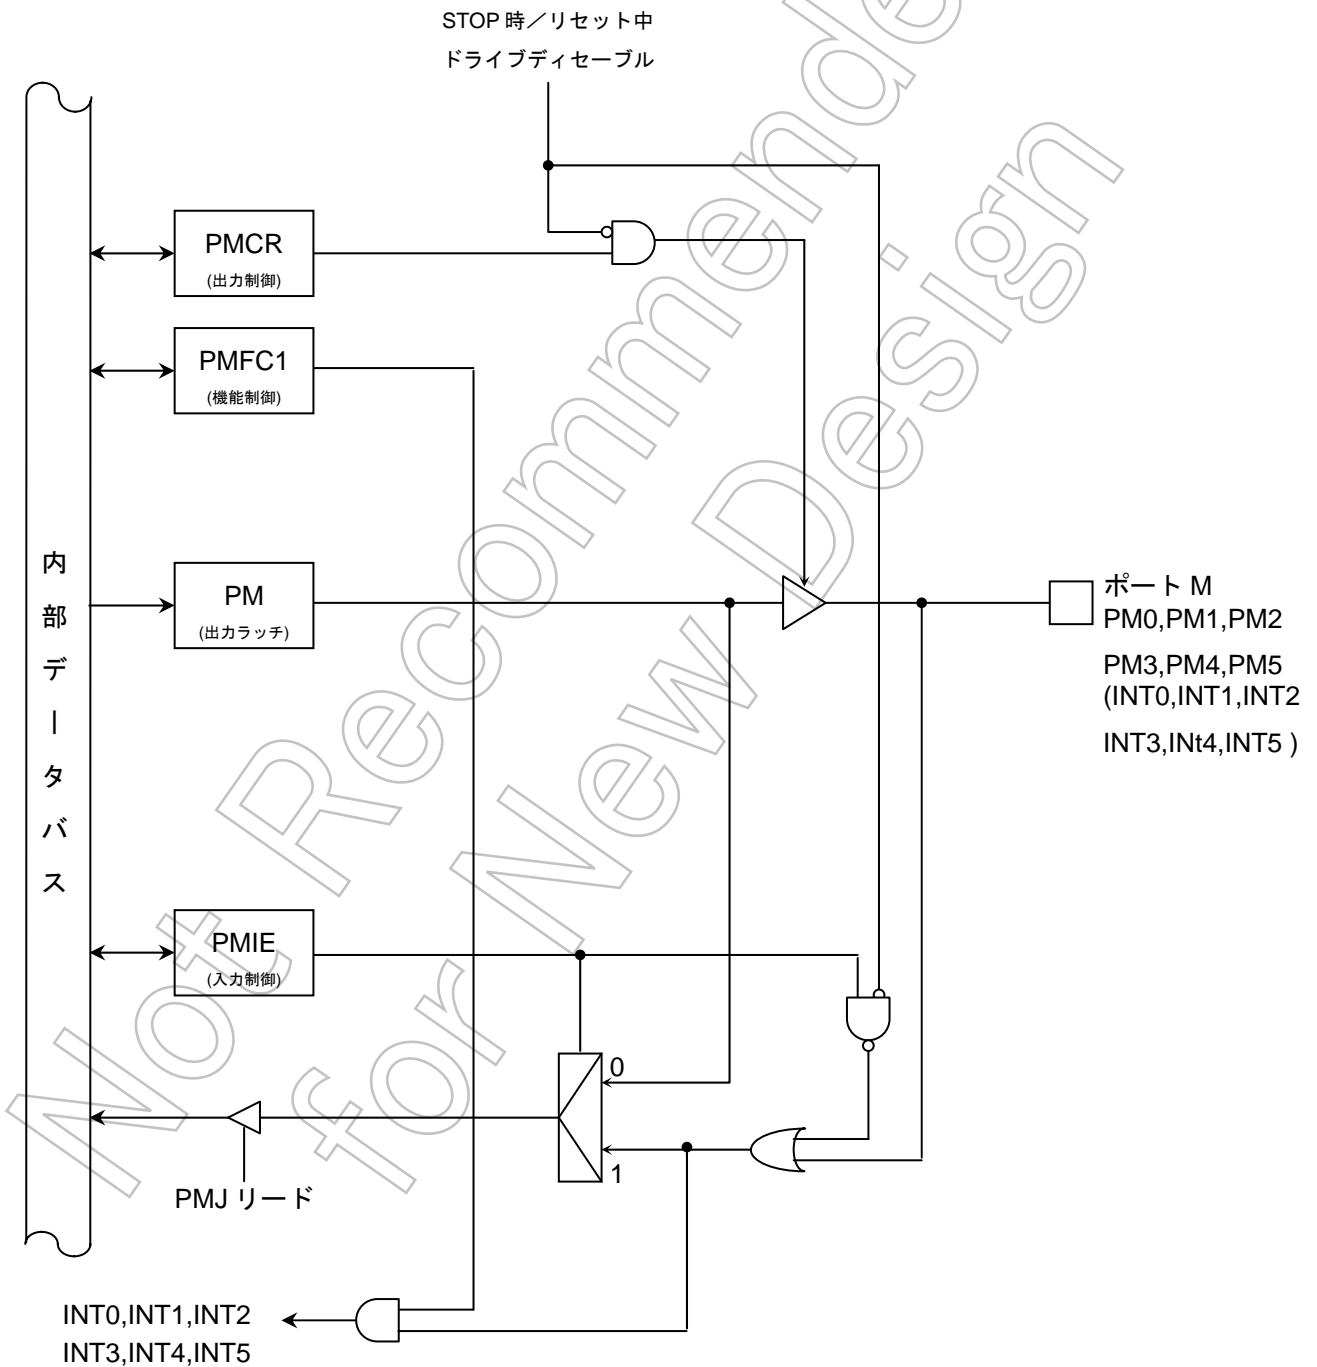 STOP 時／リセット中
ドライブディセーブル
PMCR
(出力制御)
PMFC1
(機能制御)
内部データバス
PM
(出力ラッチ)
ポート M
PM0,PM1,PM2
PM3,PM4,PM5
(INT0,INT1,INT2
INT3,INt4,INT5 )
PMIE
(入力制御)
0
1
PMJ リード
INT0,INT1,INT2
INT3,INT4,INT5
Not Recommende
for New Design